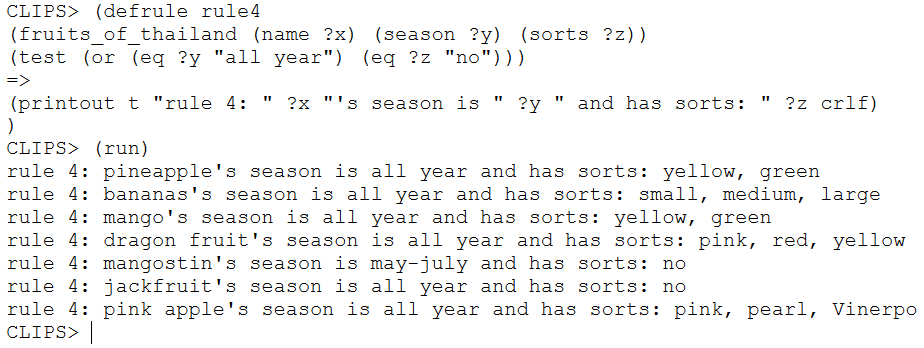 CLIPS> (defrule rule4
(fruits_of_thailand (name ?x) (season ?y) (sorts ?z))
(test (or (eq ?y "all year") (eq ?z "no")))
=>
(printout t "rule 4: " ?x "'s season is " ?y " and has sorts: " ?z crlf)
)
CLIPS> (run)
rule 4: pineapple's season is all year and has sorts: yellow, green
rule 4: bananas's season is all year and has sorts: small, medium, large
rule 4: mango's season is all year and has sorts: yellow, green
rule 4: dragon fruit's season is all year and has sorts: pink, red, yellow
rule 4: mangostin's season is may-july and has sorts: no
rule 4: jackfruit's season is all year and has sorts: no
rule 4: pink apple's season is all year and has sorts: pink, pearl, Vinerpo
CLIPS>